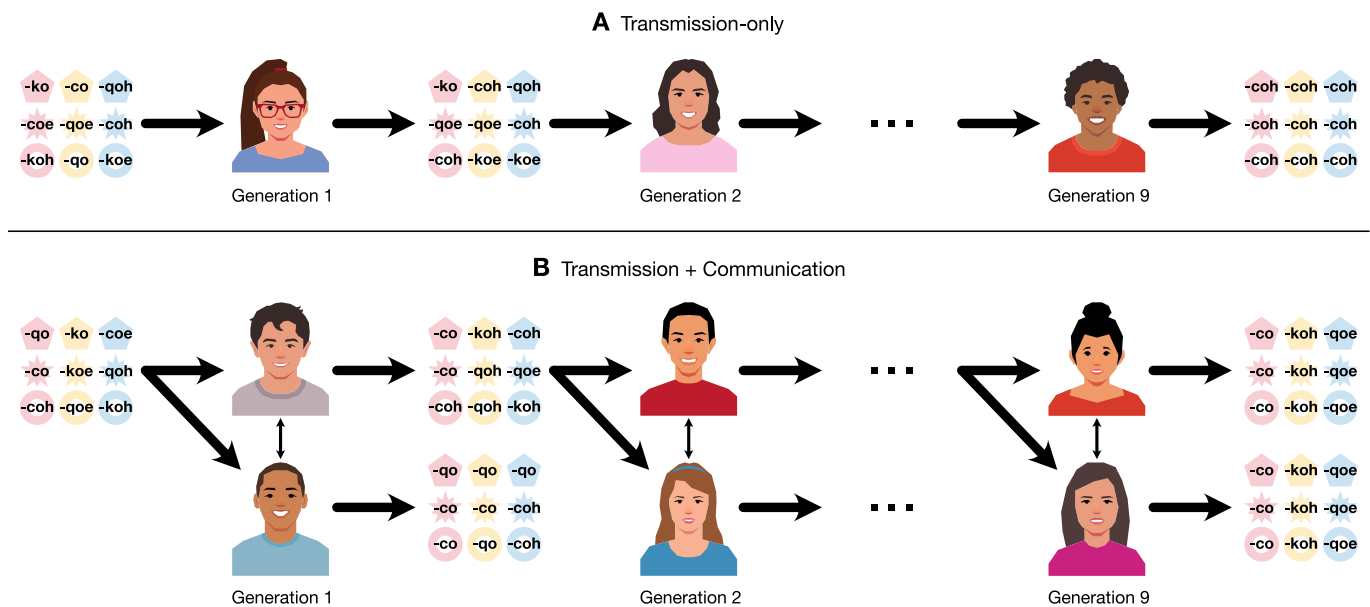 A Transmission-only
-ko -co -qoh -ko -coh -qoh -coh -coh -coh
-coe -qoe -coh -qoe -qoe -coh -coh -coh -coh
-koh -qo -koe -coh -koe -koe -coh -coh -coh
Generation 1 Generation 2 Generation 9
B Transmission + Communication
-qo -ko -coe -co -koh -coh -co -koh -qoe
-co -koe -qoh -co -qoh -qoe -co -koh -qoe
-coh -qoe -koh -coh -qoh -koh -co -koh -qoe
-qo -qo -qo -co -koh -qoe
-co -co -coh -co -koh -qoe
-co -qo -coh -co -koh -qoe
Generation 1 Generation 2 Generation 9